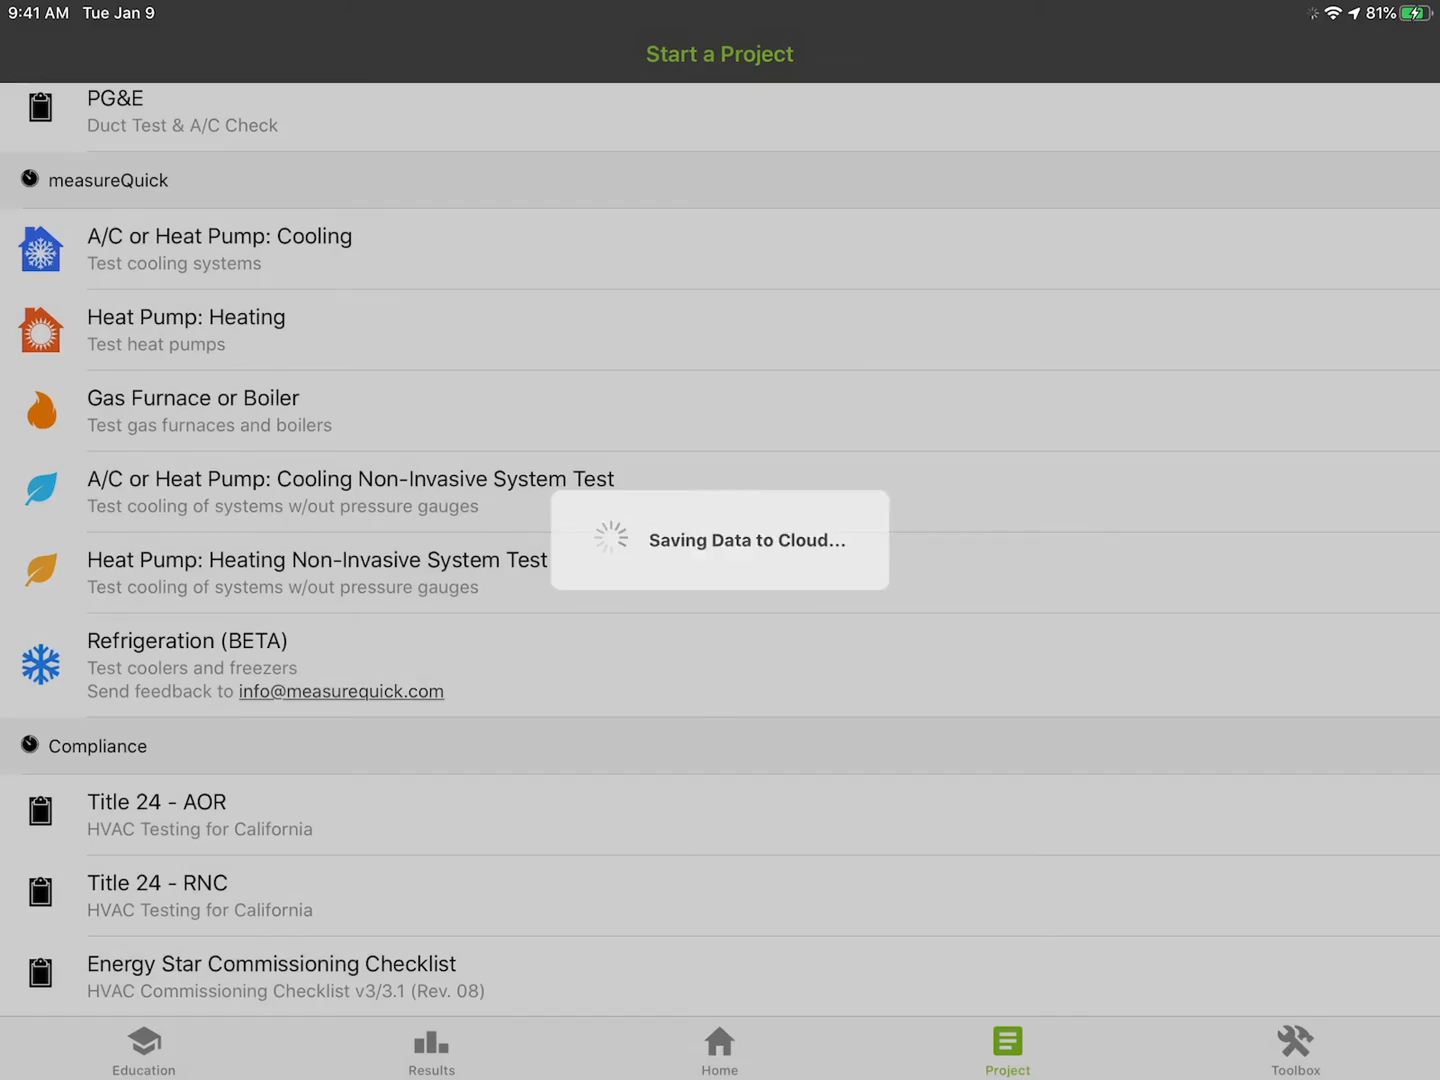 9:41 AM Tue Jan 9
81%
Start a Project
PG&E
Duct Test & A/C Check
measureQuick
A/C or Heat Pump: Cooling
Test cooling systems
Heat Pump: Heating
Test heat pumps
Gas Furnace or Boiler
Test gas furnaces and boilers
A/C or Heat Pump: Cooling Non-Invasive System Test
Test cooling of systems w/out pressure gauges
Saving Data to Cloud...
Heat Pump: Heating Non-Invasive System Test
Test cooling of systems w/out pressure gauges
Refrigeration (BETA)
Test coolers and freezers
Send feedback to info@measurequick.com
Compliance
Title 24 - AOR
HVAC Testing for California
Title 24 - RNC
HVAC Testing for California
Energy Star Commissioning Checklist
HVAC Commissioning Checklist v3/3.1 (Rev. 08)
Education
Results
Home
Project
Toolbox